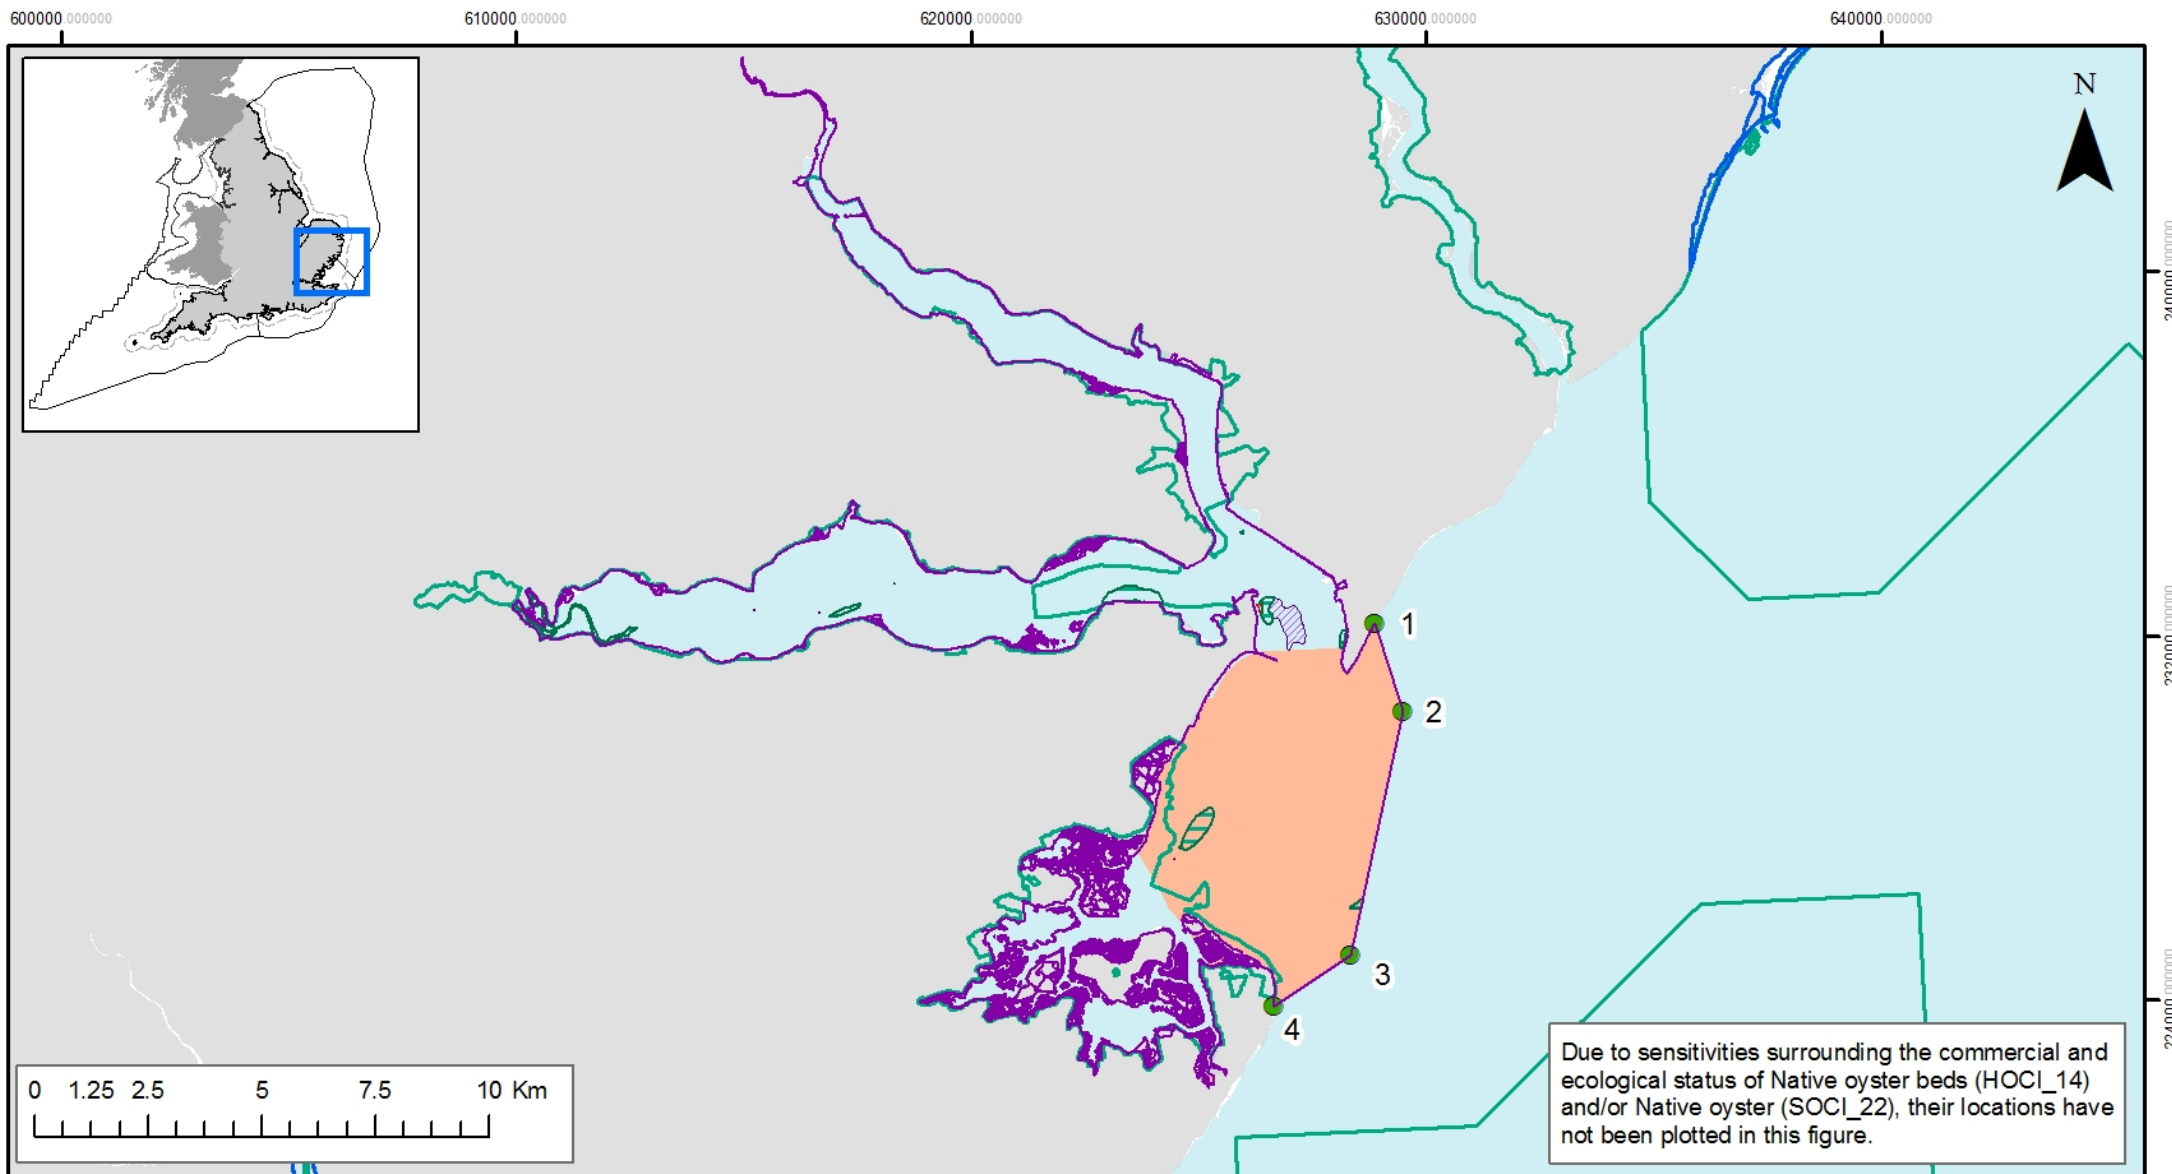 600000.000000 610000.000000 620000.000000 630000.000000 640000.000000
N
1
2
3
4
0 1.25 2.5 5 7.5 10 Km
Due to sensitivities surrounding the commercial and
ecological status of Native oyster beds (HOCI_14)
and/or Native oyster (SOCI_22), their locations have
not been plotted in this figure.